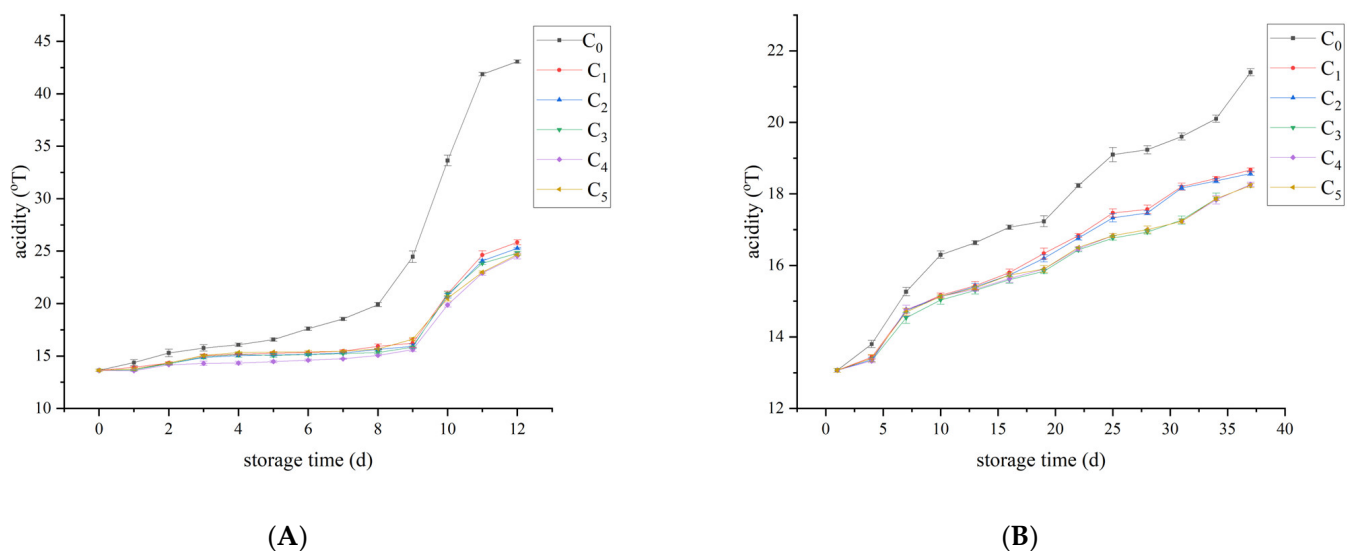 45
40
35
30
25
20
15
10
acidity (°T)
0 2 4 6 8 10 12
storage time (d)
C₀
C₁
C₂
C₃
C₄
C₅
(A)
22
20
18
16
14
12
acidity (°T)
0 5 10 15 20 25 30 35 40
storage time (d)
C₀
C₁
C₂
C₃
C₄
C₅
(B)